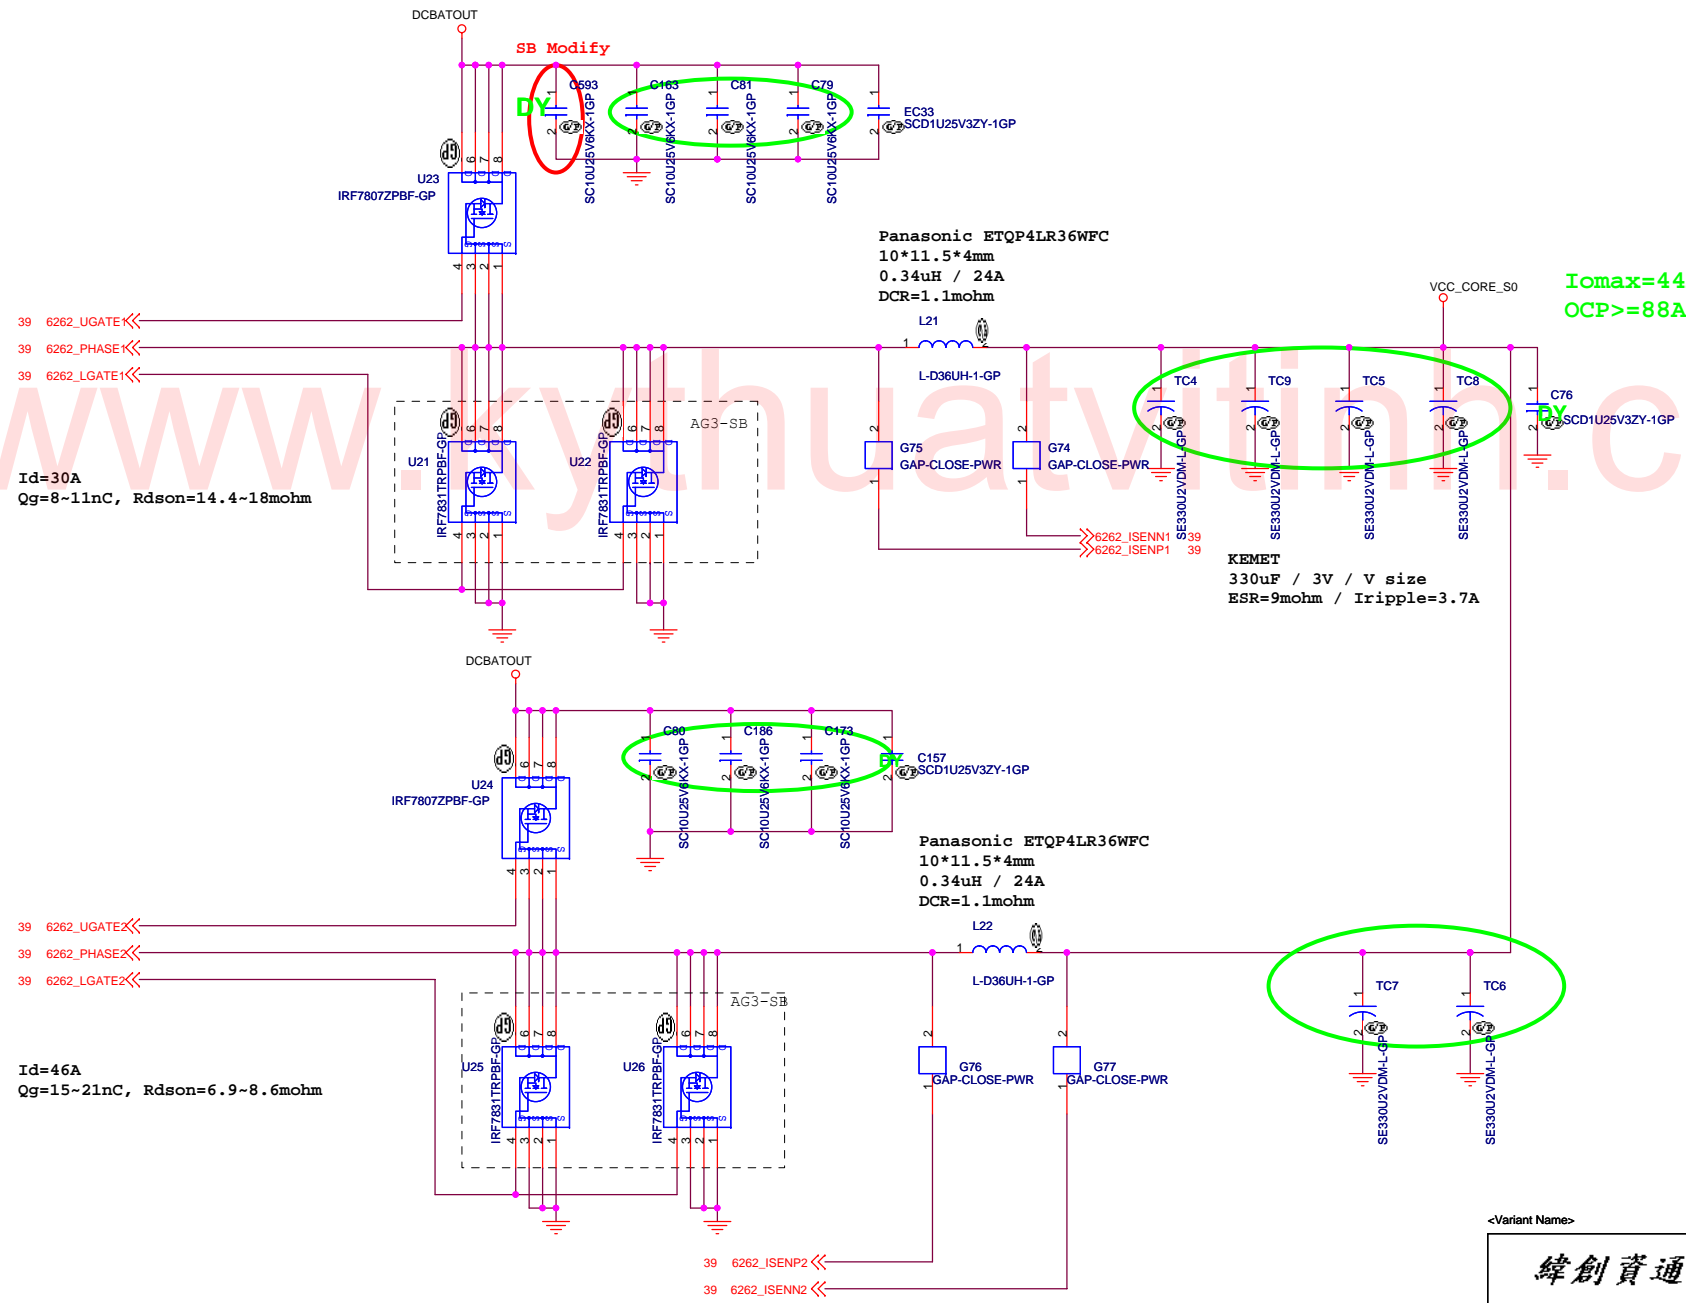 DCBATOUT
SB Modify
C593
C163
C81
C79
DY
EC33
SCD1U25V3ZY-1GP
SC10U25V6KX-1GP
SC10U25V6KX-1GP
SC10U25V6KX-1GP
SC10U25V6KX-1GP
U23
IRF7807ZPBF-GP
Panasonic ETQP4LR36WFC
10*11.5*4mm
0.34uH / 24A
DCR=1.1mohm
VCC_CORE_S0
Iomax=44
OCP>=88A
39 6262_UGATE1
39 6262_PHASE1
39 6262_LGATE1
L21
L-D36UH-1-GP
www.kythuatvitinh.c
AG3-SB
U21
IRF7831TRPBF-GP
U22
IRF7831TRPBF-GP
G75
GAP-CLOSE-PWR
G74
GAP-CLOSE-PWR
TC4
TC9
TC5
TC8
SE330U2VDM-L-GP
SE330U2VDM-L-GP
SE330U2VDM-L-GP
SE330U2VDM-L-GP
C76
DY
SCD1U25V3ZY-1GP
Id=30A
Qg=8~11nC, Rdson=14.4~18mohm
6262_ISENN1 39
6262_ISENP1 39
KEMET
330uF / 3V / V size
ESR=9mohm / Iripple=3.7A
DCBATOUT
C80
C186
C173
DY
C157
SCD1U25V3ZY-1GP
SC10U25V6KX-1GP
SC10U25V6KX-1GP
SC10U25V6KX-1GP
U24
IRF7807ZPBF-GP
Panasonic ETQP4LR36WFC
10*11.5*4mm
0.34uH / 24A
DCR=1.1mohm
39 6262_UGATE2
39 6262_PHASE2
39 6262_LGATE2
L22
L-D36UH-1-GP
AG3-SB
U25
IRF7831TRPBF-GP
U26
IRF7831TRPBF-GP
G76
GAP-CLOSE-PWR
G77
GAP-CLOSE-PWR
TC7
TC6
SE330U2VDM-L-GP
SE330U2VDM-L-GP
Id=46A
Qg=15~21nC, Rdson=6.9~8.6mohm
39 6262_ISENP2
39 6262_ISENN2
<Variant Name>
緯創資通